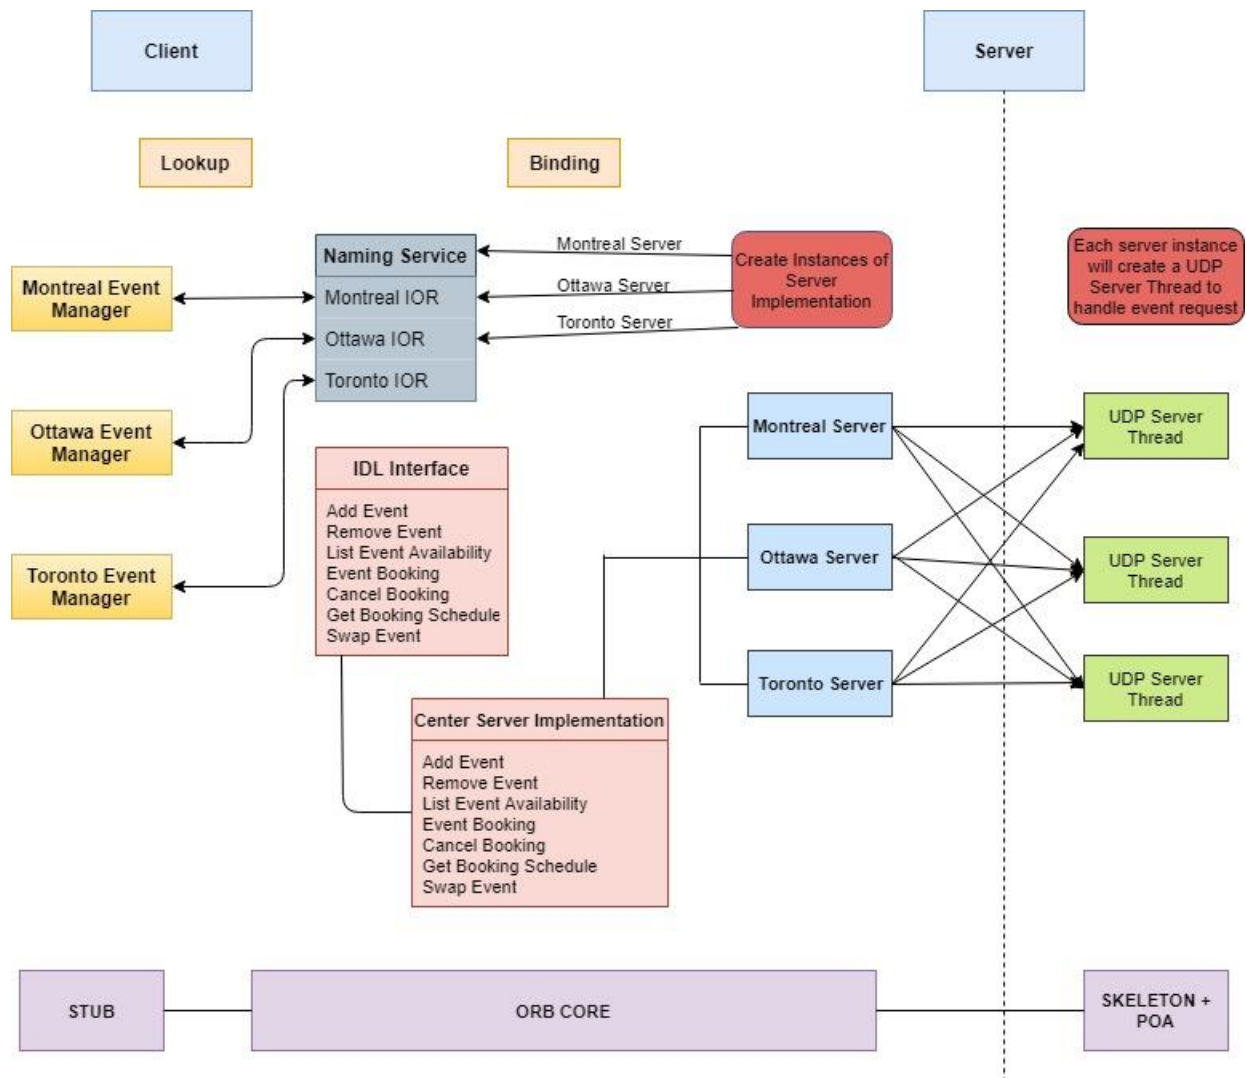 Client
Server
Lookup
Binding
Naming Service
Montreal IOR
Ottawa IOR
Toronto IOR
Montreal Server
Ottawa Server
Toronto Server
Create Instances of
Server
Implementation
Each server instance
will create a UDP
Server Thread to
handle event request
Montreal Event
Manager
Ottawa Event
Manager
Toronto Event
Manager
IDL Interface
Add Event
Remove Event
List Event Availability
Event Booking
Cancel Booking
Get Booking Schedule
Swap Event
Montreal Server
Ottawa Server
Toronto Server
UDP Server
Thread
UDP Server
Thread
UDP Server
Thread
Center Server Implementation
Add Event
Remove Event
List Event Availability
Event Booking
Cancel Booking
Get Booking Schedule
Swap Event
STUB
ORB CORE
SKELETON +
POA